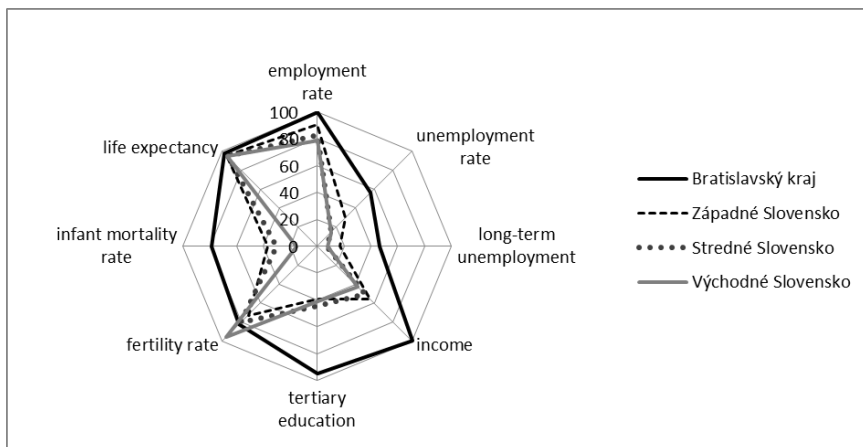 employment
rate
100
80
60
40
20
0
unemployment
rate
long-term
unemployment
income
tertiary
education
fertility rate
infant mortality
rate
life expectancy
Bratislavský kraj
Západné Slovensko
Stredné Slovensko
Východné Slovensko